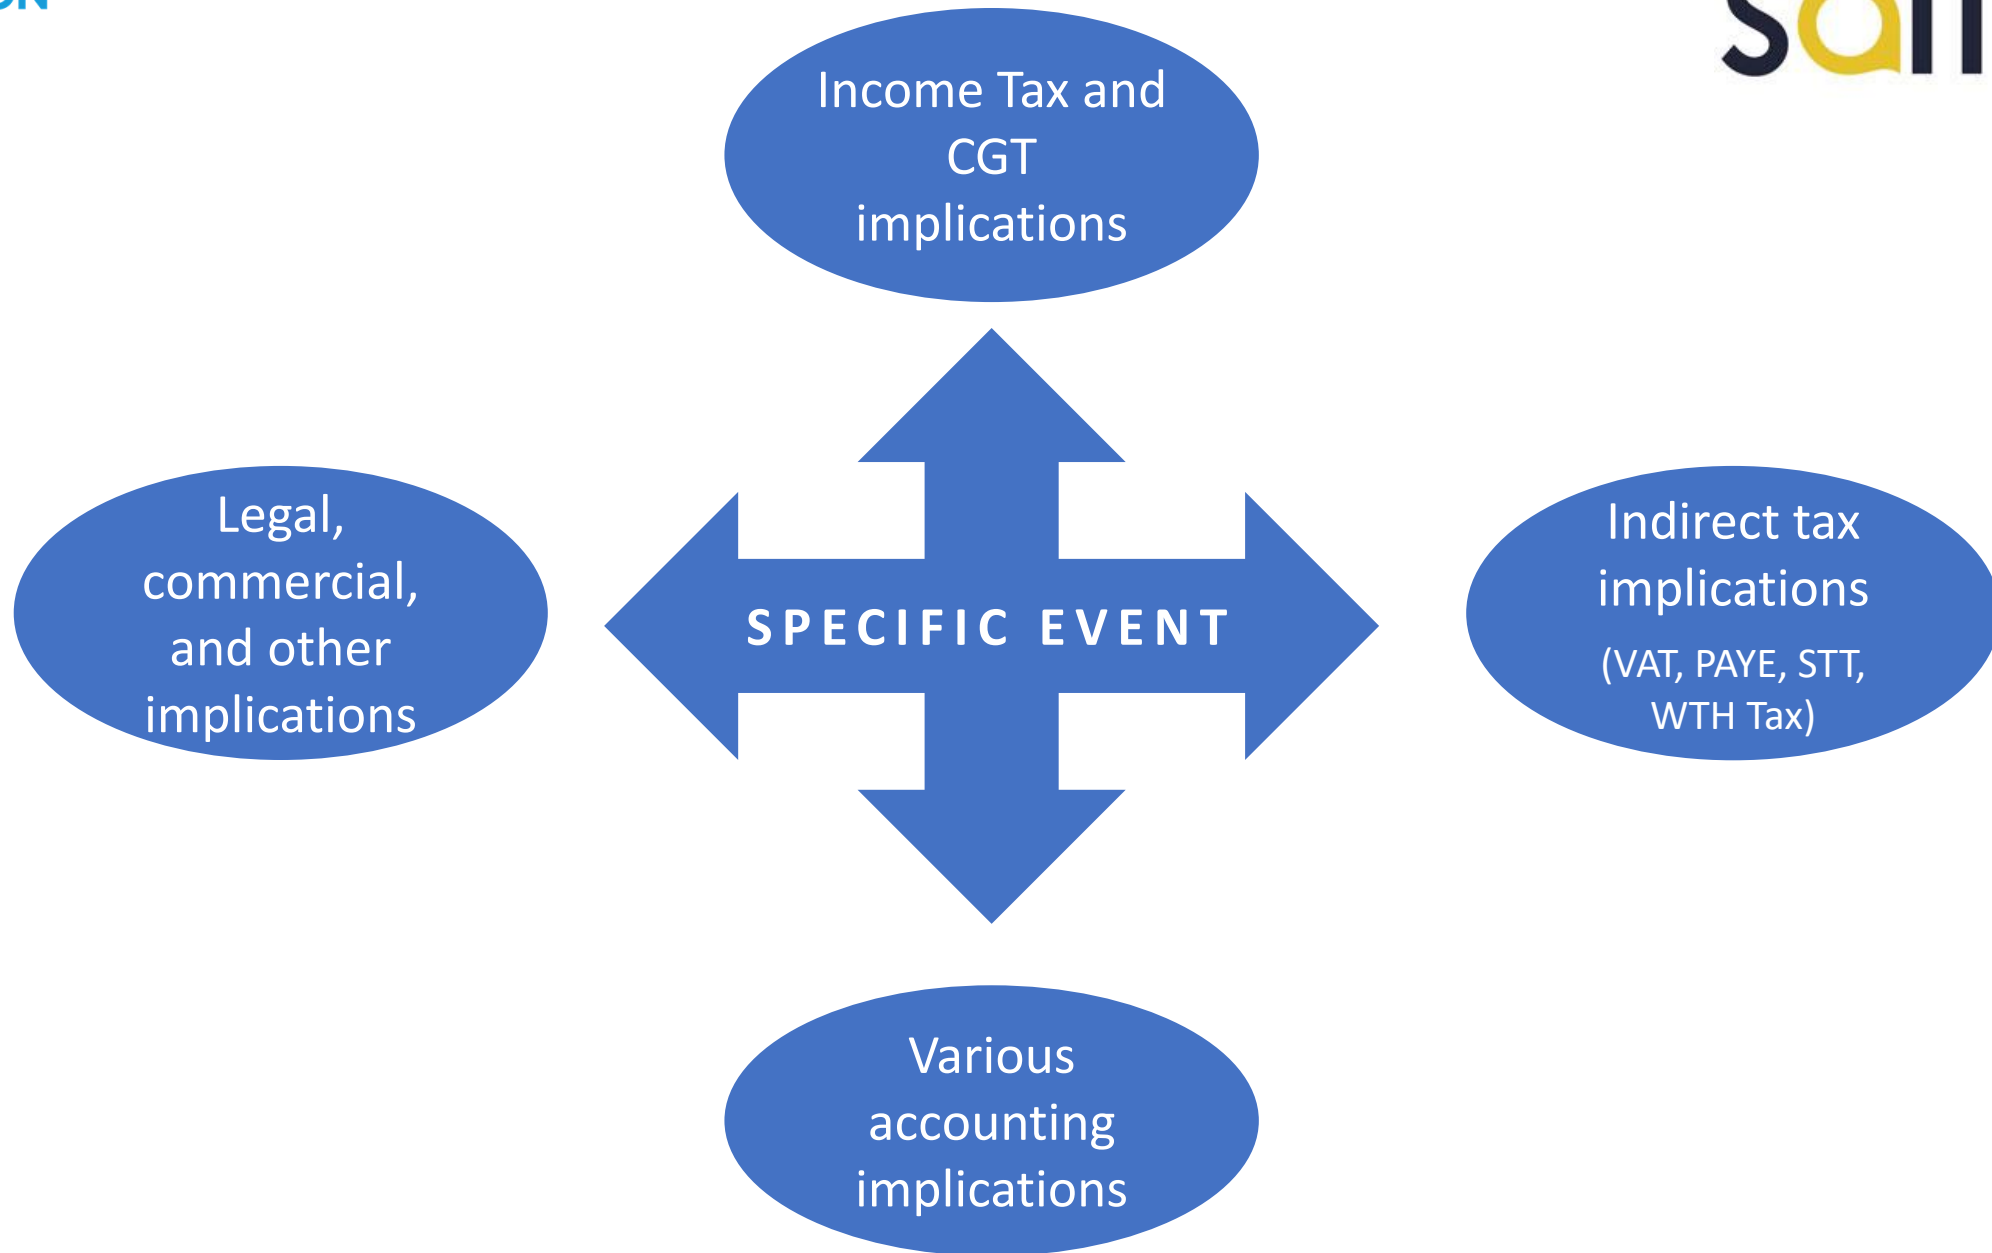 Income Tax and
CGT
implications
Legal,
commercial,
and other
implications
SPECIFIC EVENT
Indirect tax
implications
(VAT, PAYE, STT,
WTH Tax)
Various
accounting
implications